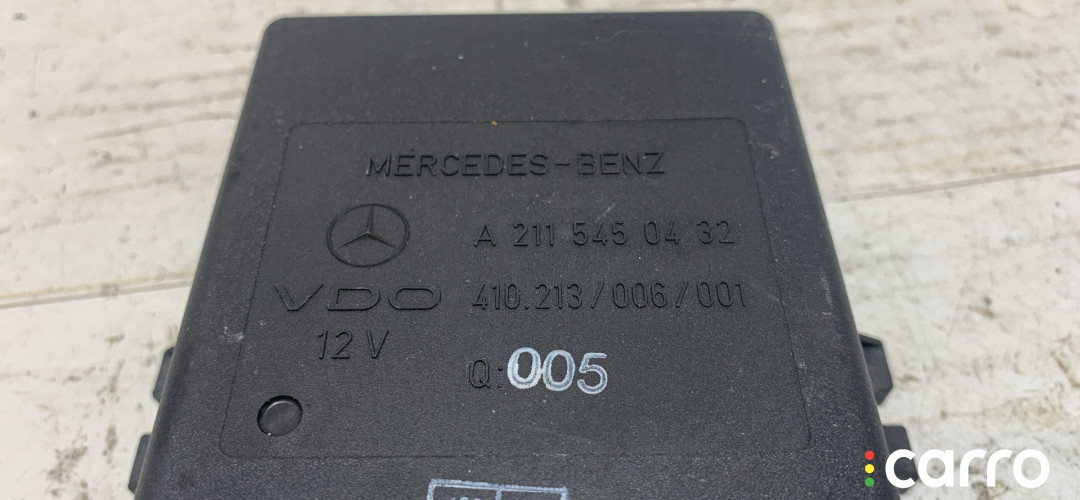 MERCEDES-BENZ
A 211 545 04 32
VDO 410.213/006/001
12 V
Q:005
carro